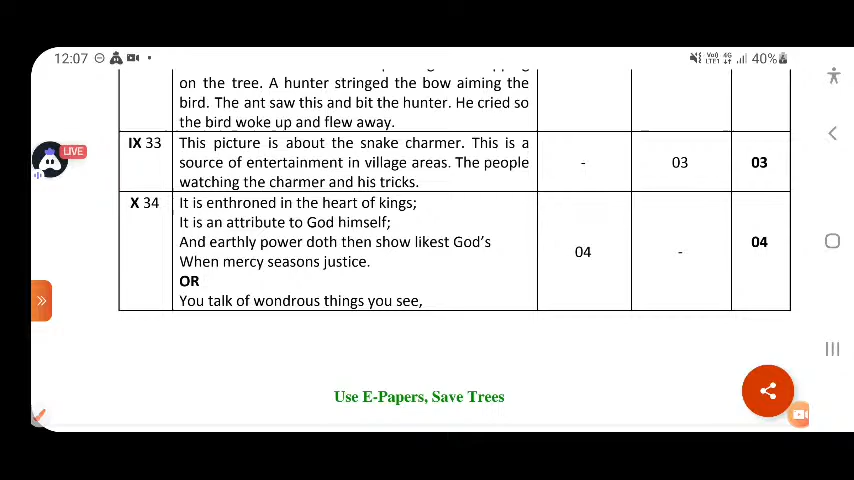 12:07
Vo)) 4G
LTE1
40%
LIVE
on the tree. A hunter stringed the bow aiming the
bird. The ant saw this and bit the hunter. He cried so
the bird woke up and flew away.
IX 33 This picture is about the snake charmer. This is a
source of entertainment in village areas. The people
watching the charmer and his tricks.
- 03 03
X 34 It is enthroned in the heart of kings;
It is an attribute to God himself;
And earthly power doth then show likest God's
When mercy seasons justice.
OR
You talk of wondrous things you see,
04 - 04
Use E-Papers, Save Trees